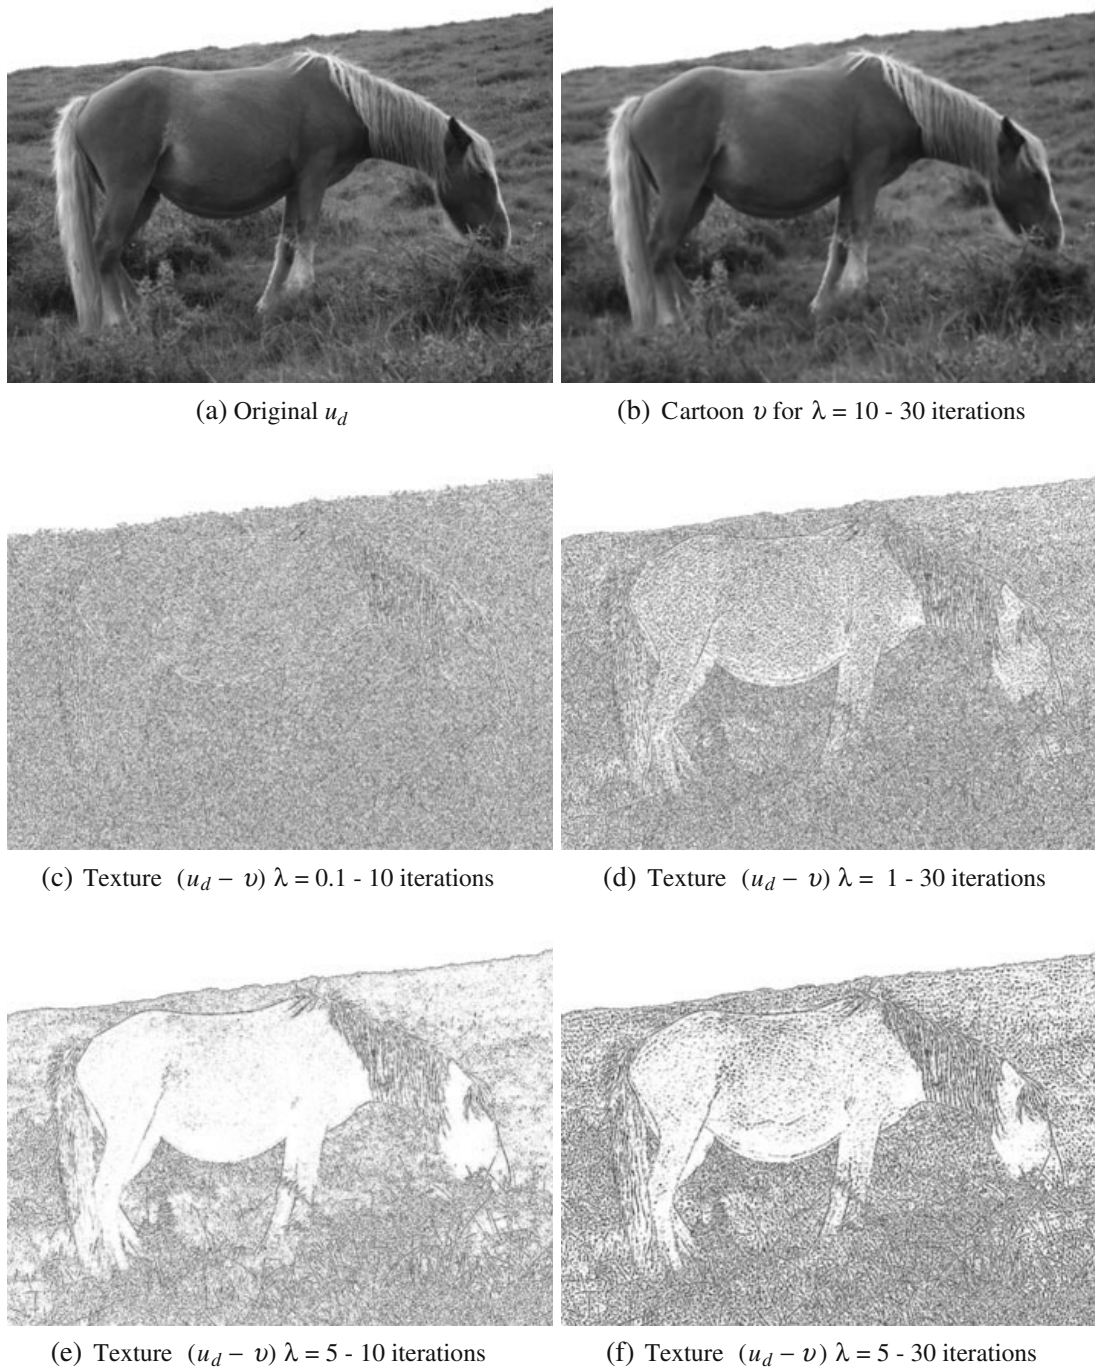 (a) Original u_d
(b) Cartoon υ for λ = 10 - 30 iterations
(c) Texture (u_d − υ) λ = 0.1 - 10 iterations
(d) Texture (u_d − υ) λ = 1 - 30 iterations
(e) Texture (u_d − υ) λ = 5 - 10 iterations
(f) Texture (u_d − υ) λ = 5 - 30 iterations